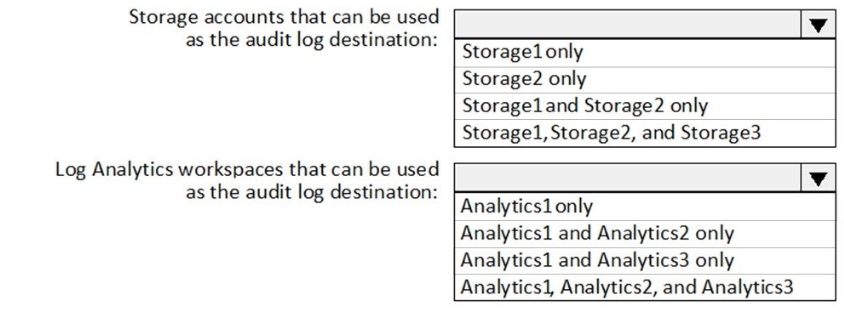 Storage accounts that can be used
as the audit log destination:
Storage1 only
Storage2 only
Storage1 and Storage2 only
Storage1, Storage2, and Storage3
Log Analytics workspaces that can be used
as the audit log destination:
Analytics1 only
Analytics1 and Analytics2 only
Analytics1 and Analytics3 only
Analytics1, Analytics2, and Analytics3